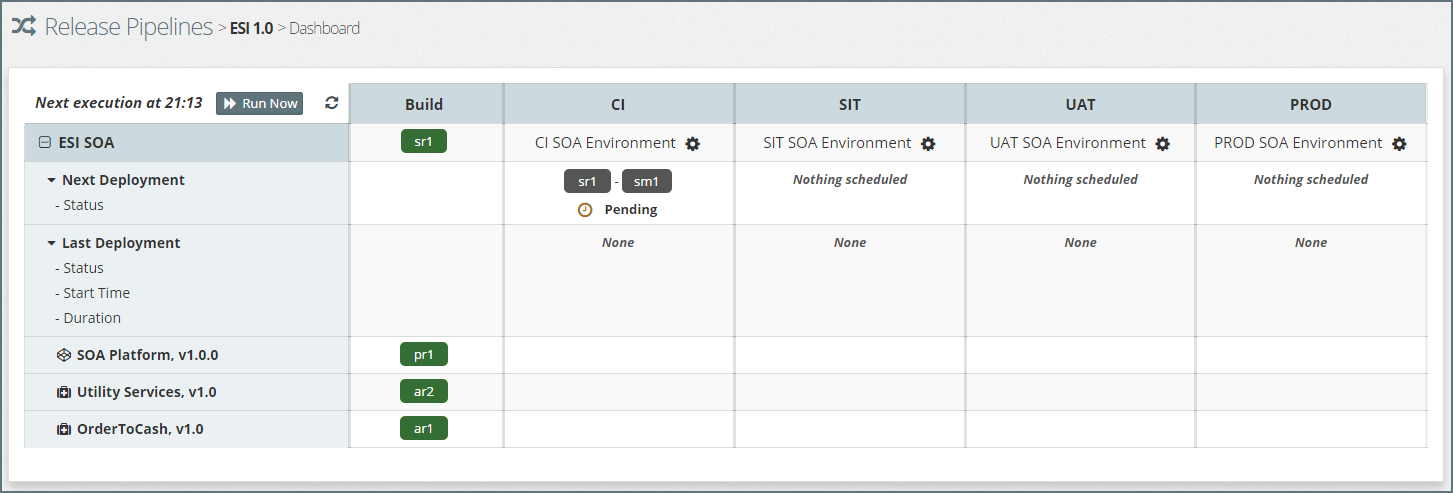 Release Pipelines > ESI 1.0 > Dashboard
Next execution at 21:13 Run Now Build CI SIT UAT PROD
ESI SOA sr1 CI SOA Environment SIT SOA Environment UAT SOA Environment PROD SOA Environment
Next Deployment sr1 - sm1 Nothing scheduled Nothing scheduled Nothing scheduled
- Status Pending
Last Deployment None None None None
- Status
- Start Time
- Duration
SOA Platform, v1.0.0 pr1
Utility Services, v1.0 ar2
OrderToCash, v1.0 ar1